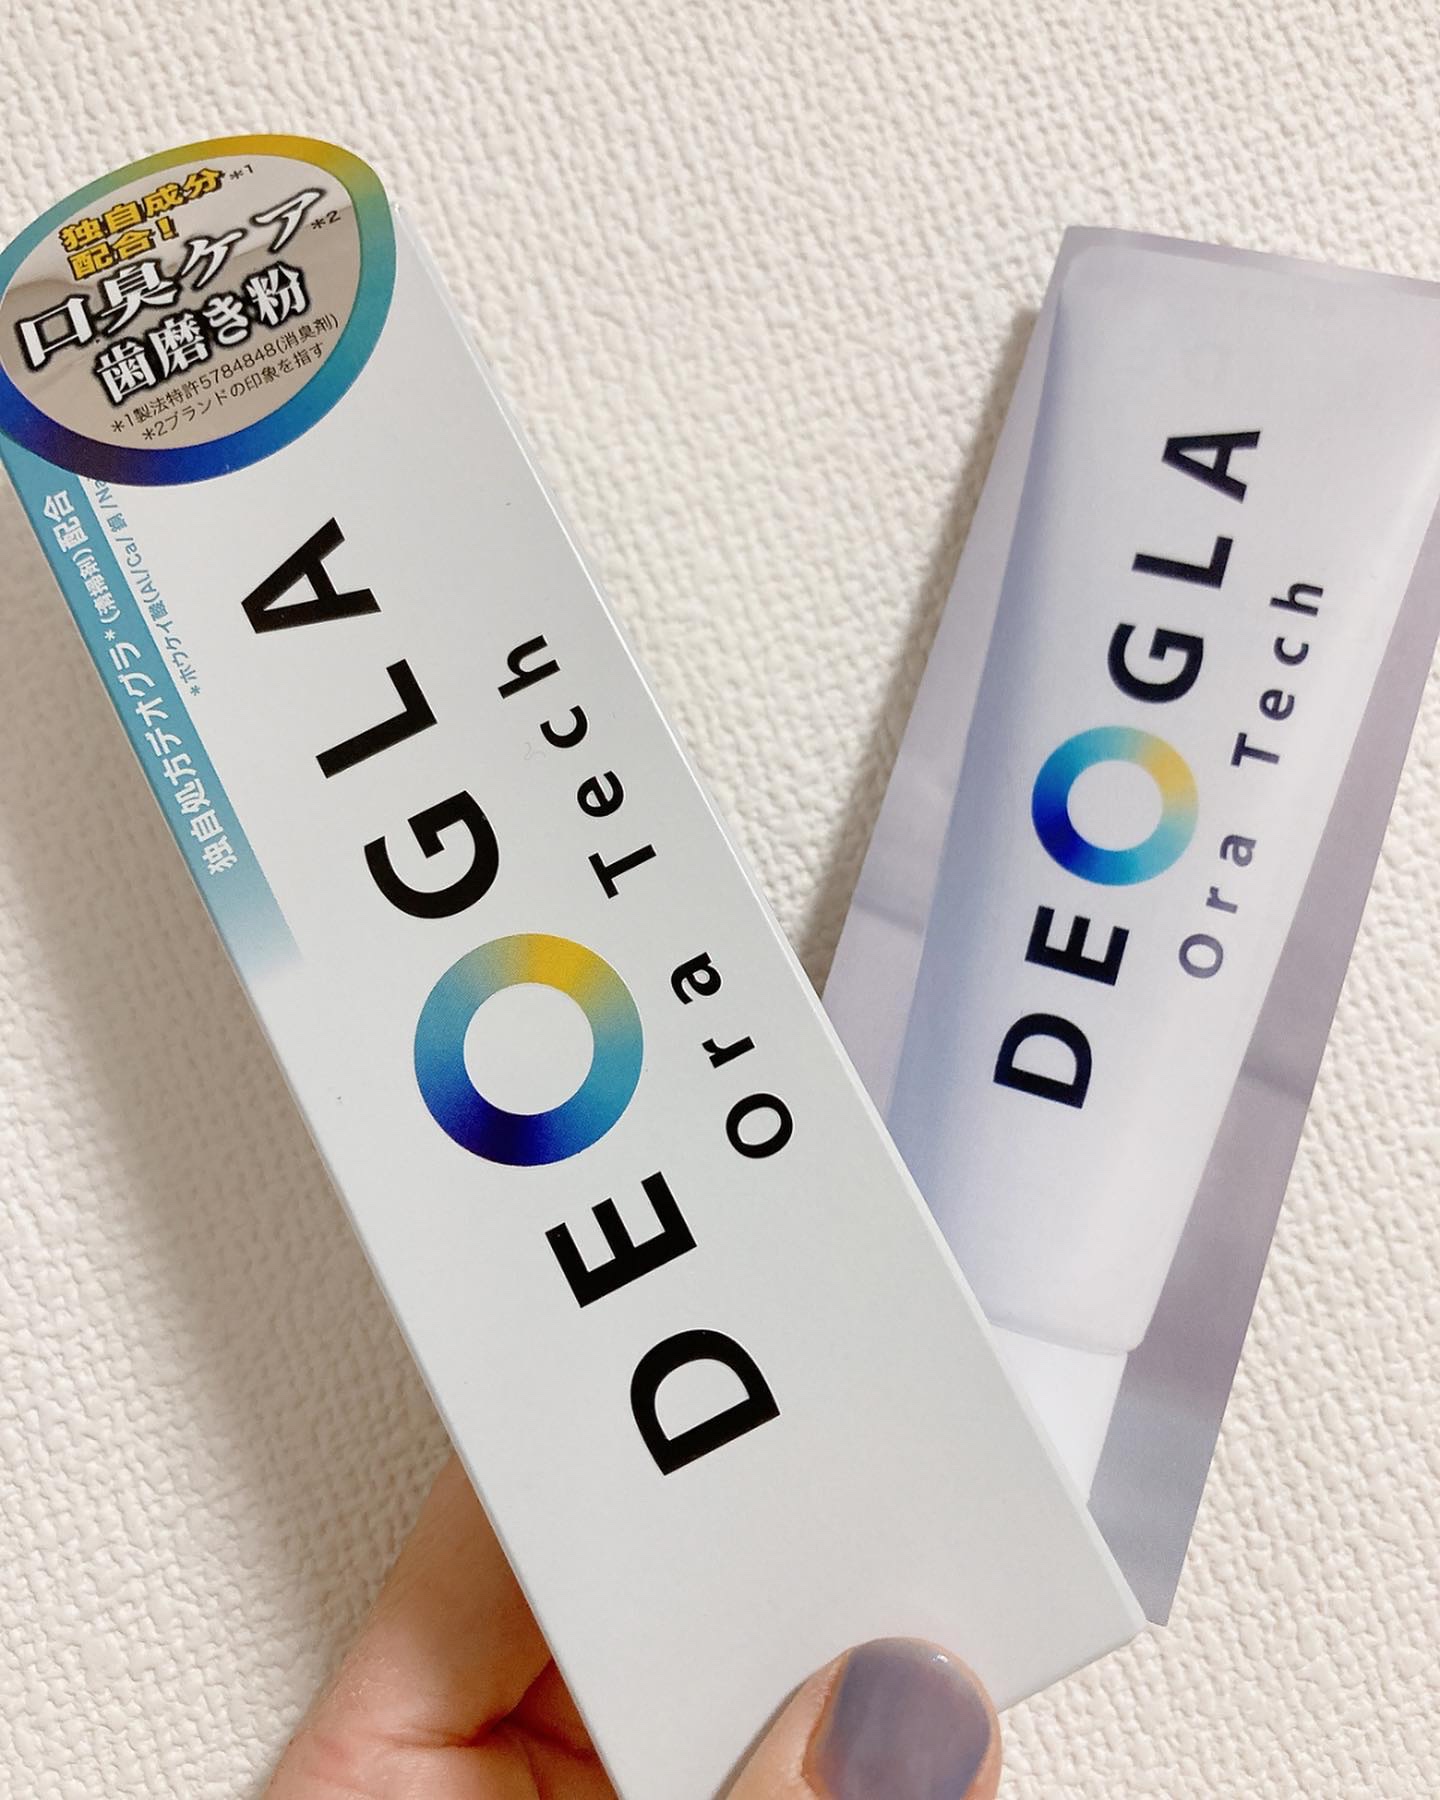 独自成分*1
配合!
口臭ケア*2
歯磨き粉
*1製法特許5784848(消臭剤)
*2ブランドの印象を指す
独自処方デオグラ*(清掃剤)配合
*ホウケイ酸(AL/Ca/銅/Na
DEOGLA
Ora Tech
DEOGLA
Ora Tech